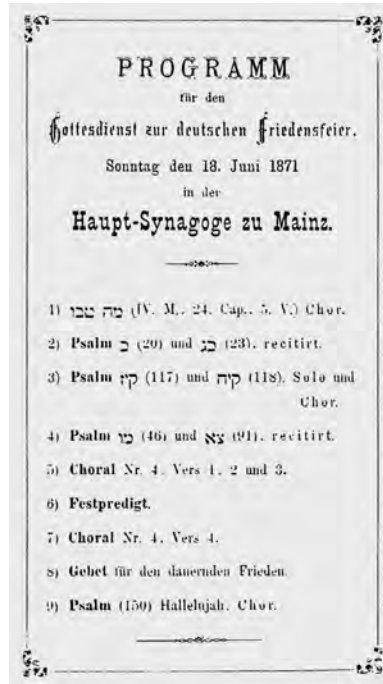 PROGRAMM
für den
Gottesdienst zur deutschen Friedensfeier.
Sonntag den 18. Juni 1871
in der
Haupt-Synagoge zu Mainz.
1) מה טבו (IV. M., 24. Cap., 5. V.) Chor.
2) Psalm כ (20) und כג (23), recitirt.
3) Psalm קיז (117) und קיח (118), Solo und
Chor.
4) Psalm מו (46) und צא (91), recitirt.
5) Choral Nr. 4, Vers 1, 2 und 3.
6) Festpredigt.
7) Choral Nr. 4, Vers 4.
8) Gebet für den dauernden Frieden.
9) Psalm (150) Hallelujah, Chor.